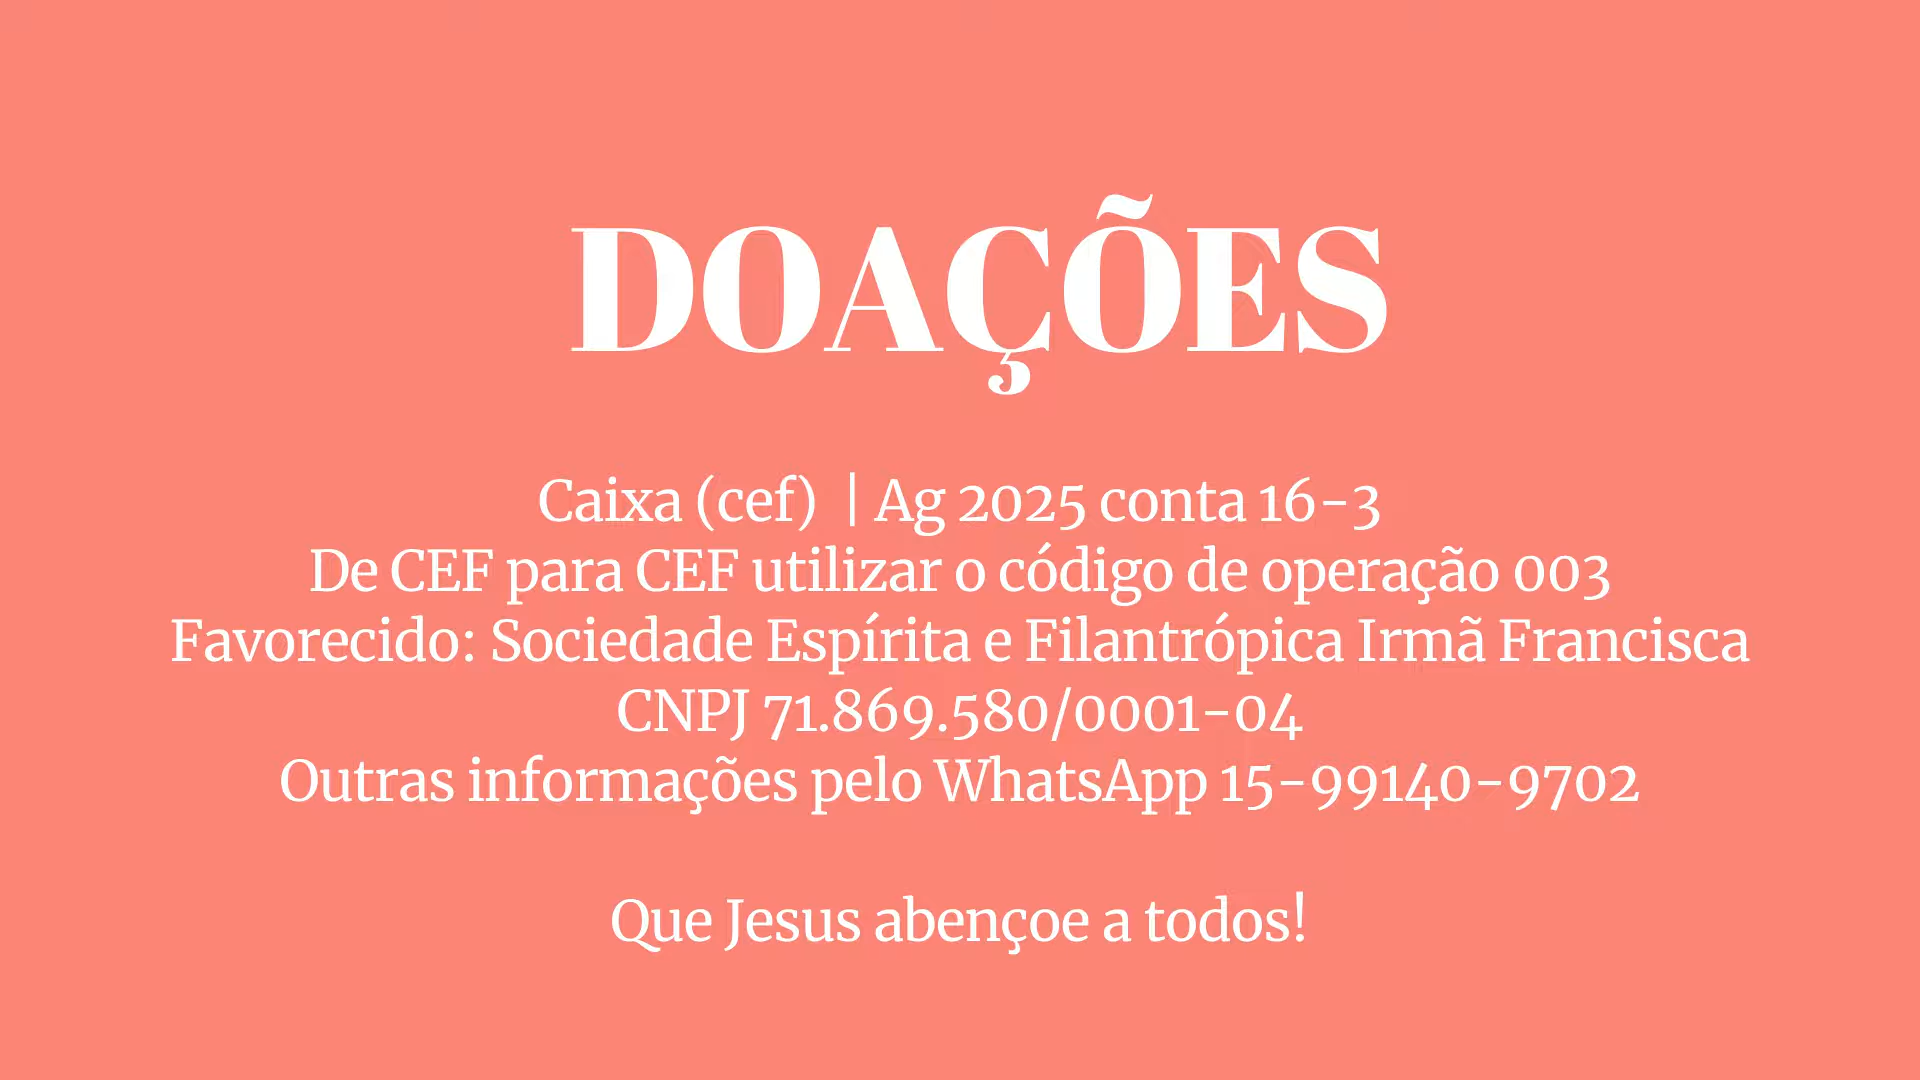 DOAÇÕES
Caixa (cef) | Ag 2025 conta 16-3
De CEF para CEF utilizar o código de operação 003
Favorecido: Sociedade Espírita e Filantrópica Irmã Francisca
CNPJ 71.869.580/0001-04
Outras informações pelo WhatsApp 15-99140-9702
Que Jesus abençoe a todos!